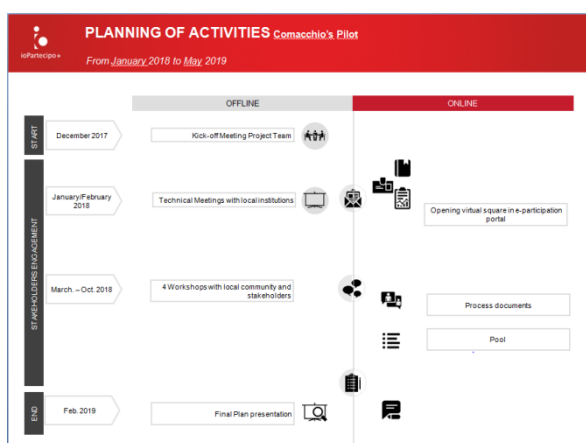 PLANNING OF ACTIVITIES Comacchio's Pilot
ioPartecipo+
From January 2018 to May 2019
OFFLINE
ONLINE
START
December 2017
Kick-off Meeting Project Team
STAKEHOLDERS ENGAGEMENT
January/February
2018
Technical Meetings with local institutions
Opening virtual square in e-participation
portal
March. – Oct. 2018
4 Workshops with local community and
stakeholders
Process documents
Pool
END
Feb. 2019
Final Plan presentation